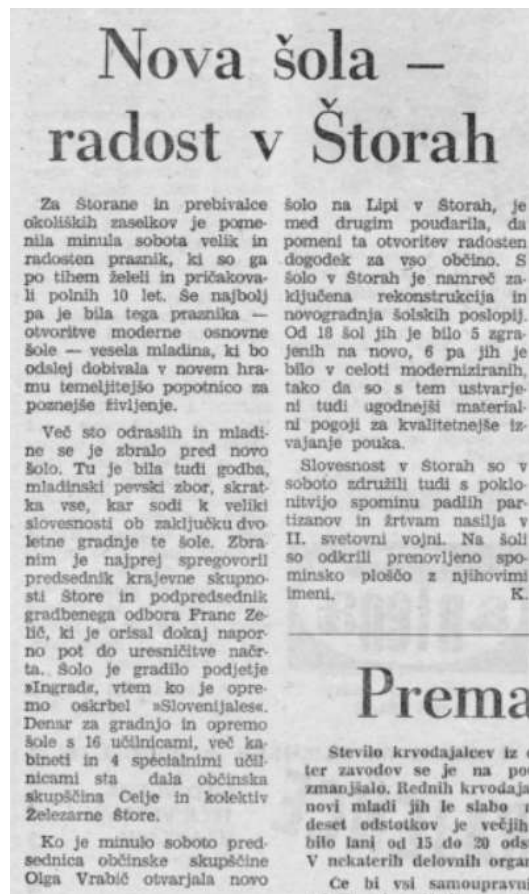 Nova šola –
radost v Štorah
Za Štorane in prebivalce
okoliških zaselkov je pome-
nila minula sobota velik in
radosten praznik, ki so ga
po tihem želeli in pričakova-
li polnih 10 let. Še najbolj
pa je bila tega praznika —
otvoritve moderne osnovne
šole — vesela mladina, ki bo
odslej dobivala v novem hra-
mu temeljitejšo popotnico za
poznejše življenje.
Več sto odraslih in mladi-
ne se je zbralo pred novo
šolo. Tu je bila tudi godba,
mladinski pevski zbor, skrat-
ka vse, kar sodi k veliki
slovesnosti ob zaključku dvo-
letne gradnje te šole. Zbra-
nim je najprej spregovoril
predsednik krajevne skupno-
sti Štore in podpredsednik
gradbenega odbora Franc Ze-
lič, ki je orisal dokaj napor-
no pot do uresničitve načr-
ta. Šolo je gradilo podjetje
»Ingrad«, vtem ko je opre-
mo oskrbel »Slovenijales«.
Denar za gradnjo in opremo
šole s 16 učilnicami, več ka-
bineti in 4 specialnimi učil-
nicami sta dala občinska
skupščina Celje in kolektiv
Železarne Štore.
Ko je minulo soboto pred-
sednica občinske skupščine
Olga Vrabič otvarjala novo
šolo na Lipi v Štorah, je
med drugim poudarila, da
pomeni ta otvoritev radosten
dogodek za vso občino. S
šolo v Štorah je namreč za-
ključena rekonstrukcija in
novogradnja šolskih poslopij.
Od 18 šol jih je bilo 5 zgra-
jenih na novo, 6 pa jih je
bilo v celoti moderniziranih,
tako da so s tem ustvarje-
ni tudi ugodnejši material-
ni pogoji za kvalitetnejše iz-
vajanje pouka.
Slovesnost v Štorah so v
soboto združili tudi s poklo-
nitvijo spominu padlih par-
tizanov in žrtvam nasilja v
II. svetovni vojni. Na šoli
so odkrili prenovljeno spo-
minsko ploščo z njihovimi
imeni. K.
Prema
Število krvodajalcev iz
ter zavodov se je na
zmanjšalo. Rednih krvodaja
novi mladi jih le slabo
deset odstotkov je večjih
bilo lani od 15 do 20 ods
V nekaterih delovnih organ
Če bi vsi samoupravn